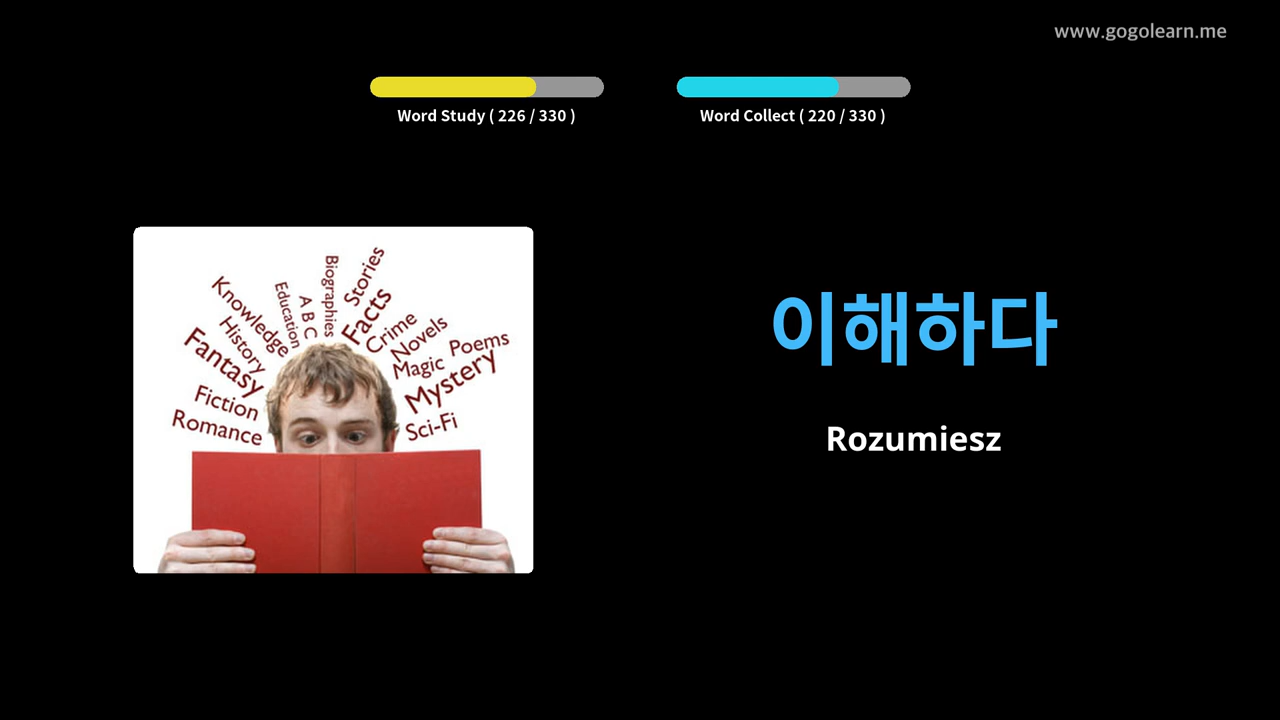 www.gogolearn.me
Word Study ( 226 / 330 )
Word Collect ( 220 / 330 )
Knowledge
Education
A B C
Biographies
Stories
Facts
Crime
Novels
Poems
Magic
Mystery
Sci-Fi
History
Fantasy
Fiction
Romance
이해하다
Rozumiesz